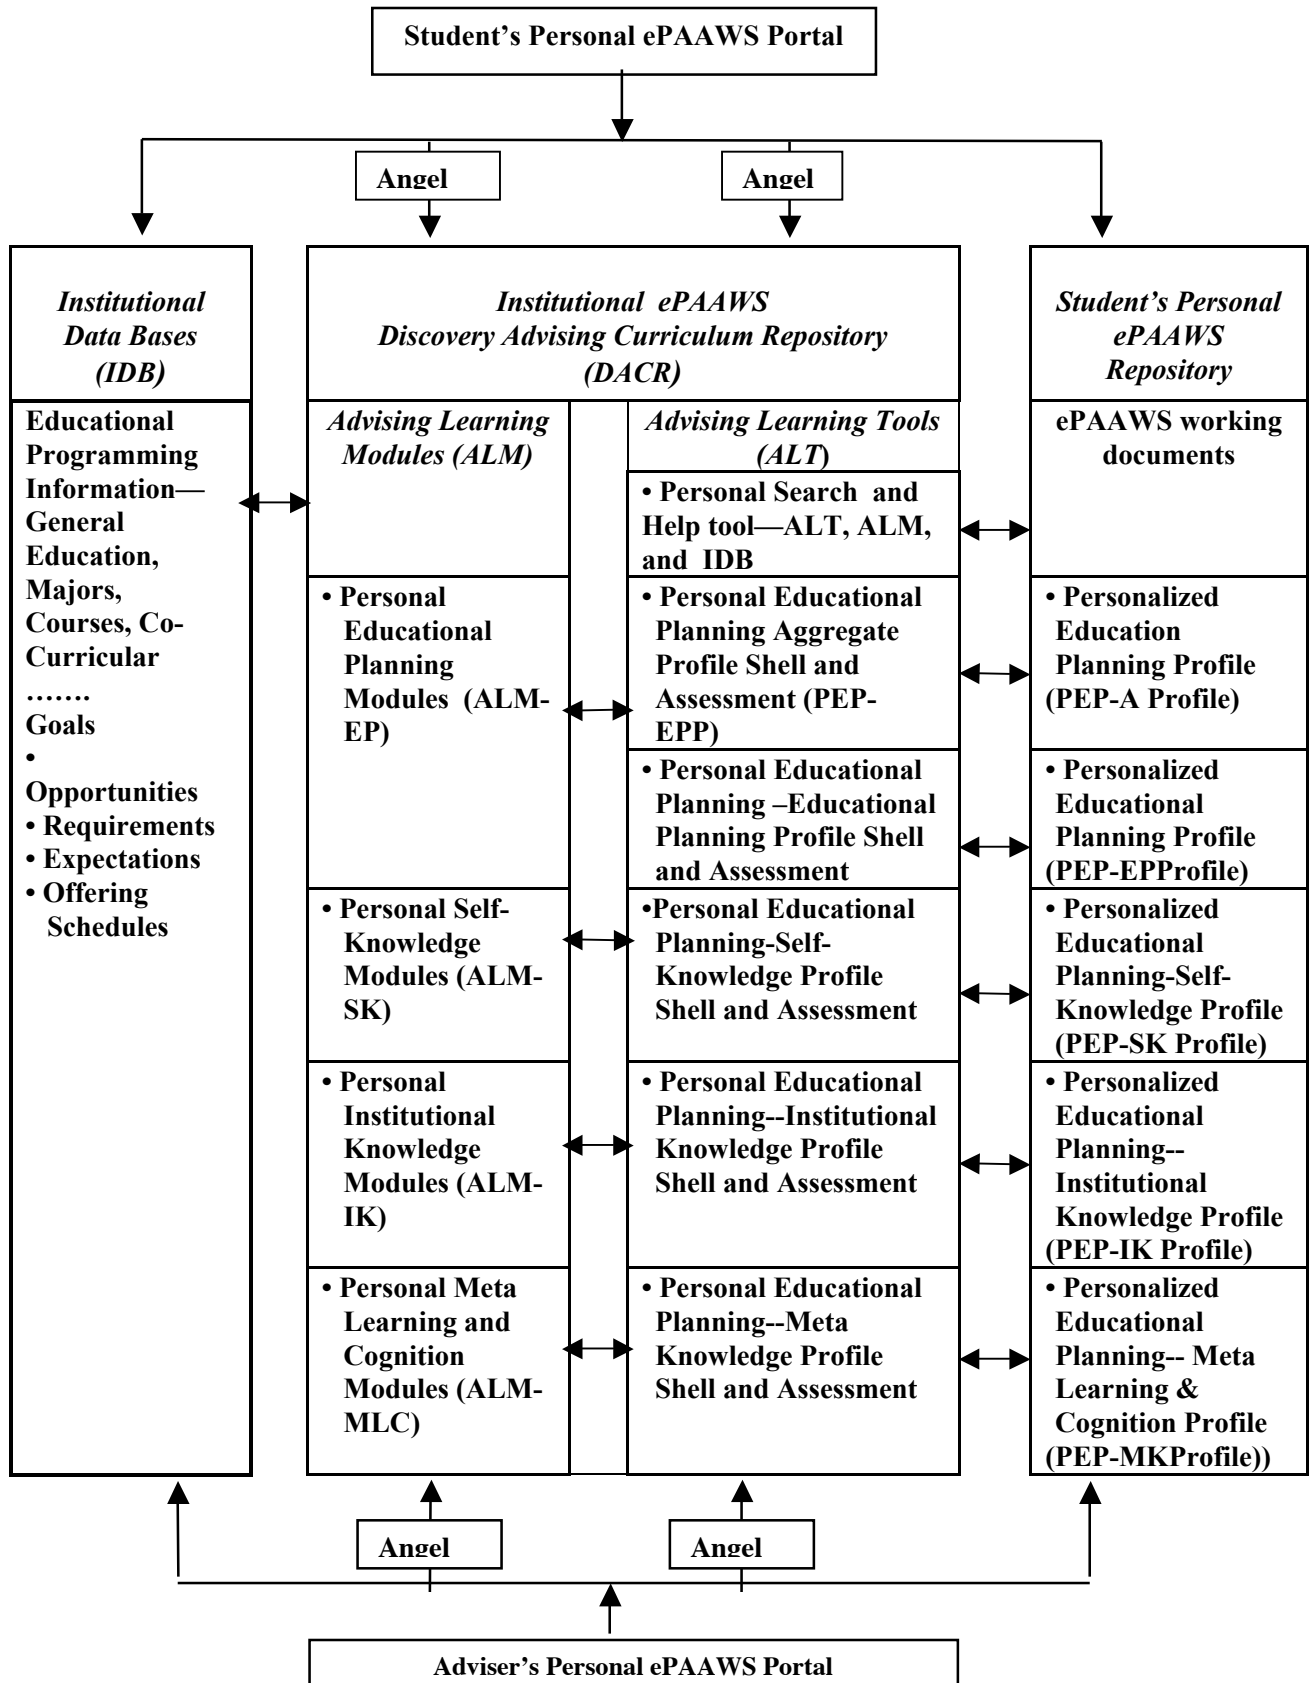 Student’s Personal ePAAWS Portal
Angel
Angel
Institutional
Data Bases
(IDB)
Educational
Programming
Information—
General
Education,
Majors,
Courses, Co-
Curricular
…….
Goals
•
Opportunities
• Requirements
• Expectations
• Offering
Schedules
Institutional ePAAWS
Discovery Advising Curriculum Repository
(DACR)
Advising Learning
Modules (ALM)
• Personal
Educational
Planning
Modules (ALM-
EP)
• Personal Self-
Knowledge
Modules (ALM-
SK)
• Personal
Institutional
Knowledge
Modules (ALM-
IK)
• Personal Meta
Learning and
Cognition
Modules (ALM-
MLC)
Advising Learning Tools
(ALT)
• Personal Search and
Help tool—ALT, ALM,
and IDB
• Personal Educational
Planning Aggregate
Profile Shell and
Assessment (PEP-
EPP)
• Personal Educational
Planning –Educational
Planning Profile Shell
and Assessment
•Personal Educational
Planning-Self-
Knowledge Profile
Shell and Assessment
• Personal Educational
Planning--Institutional
Knowledge Profile
Shell and Assessment
• Personal Educational
Planning--Meta
Knowledge Profile
Shell and Assessment
Student’s Personal
ePAAWS
Repository
ePAAWS working
documents
• Personalized
Education
Planning Profile
(PEP-A Profile)
• Personalized
Educational
Planning Profile
(PEP-EPProfile)
• Personalized
Educational
Planning-Self-
Knowledge Profile
(PEP-SK Profile)
• Personalized
Educational
Planning--
Institutional
Knowledge Profile
(PEP-IK Profile)
• Personalized
Educational
Planning-- Meta
Learning &
Cognition Profile
(PEP-MKProfile))
Angel
Angel
Adviser’s Personal ePAAWS Portal